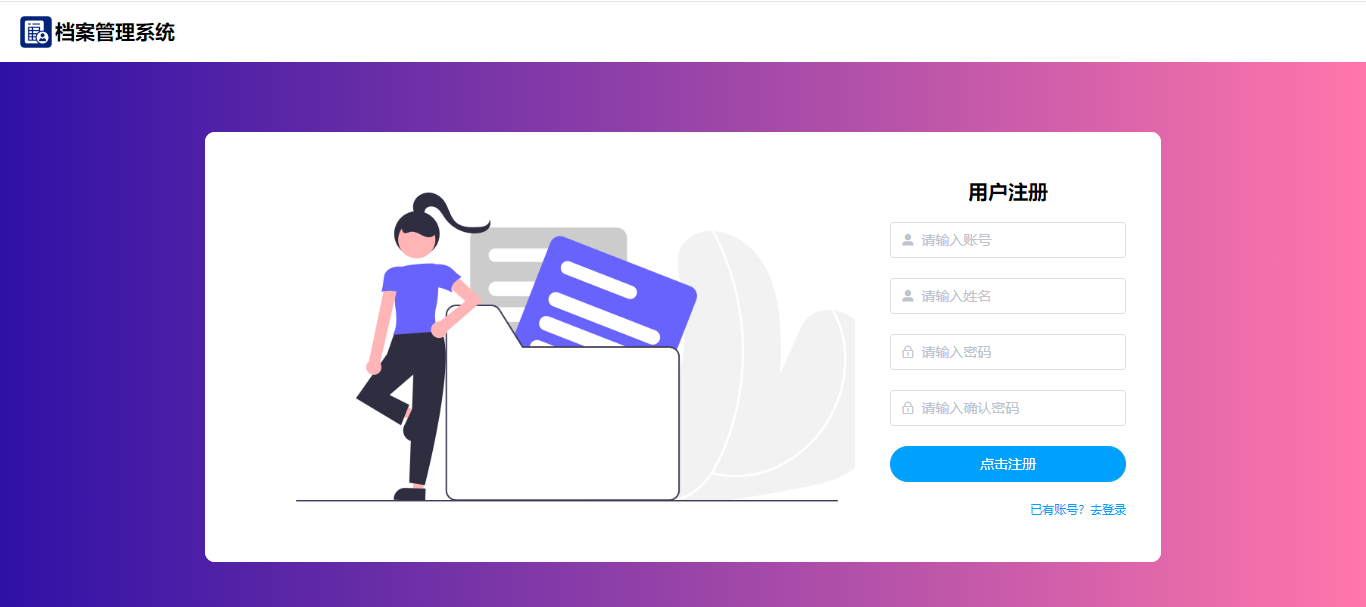 档案管理系统
用户注册
请输入账号
请输入姓名
请输入密码
请输入确认密码
点击注册
已有账号？去登录